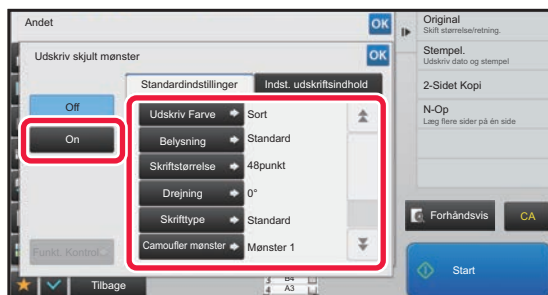 Andet
OK
Udskriv skjult mønster
OK
Standardindstillinger
Indst. udskriftsindhold
Off
On
Udskriv Farve
Sort
Belysning
Standard
Skriftstørrelse
48punkt
Drejning
0°
Skrifttype
Standard
Camoufler mønster
Mønster 1
Funkt. Kontrol
Tilbage
3 B4
4 A3
Original
Skift størrelse/retning.
Stempel.
Udskriv dato og stempel
2-Sidet Kopi
N-Op
Læg flere sider på én side
Forhåndsvis
CA
Start